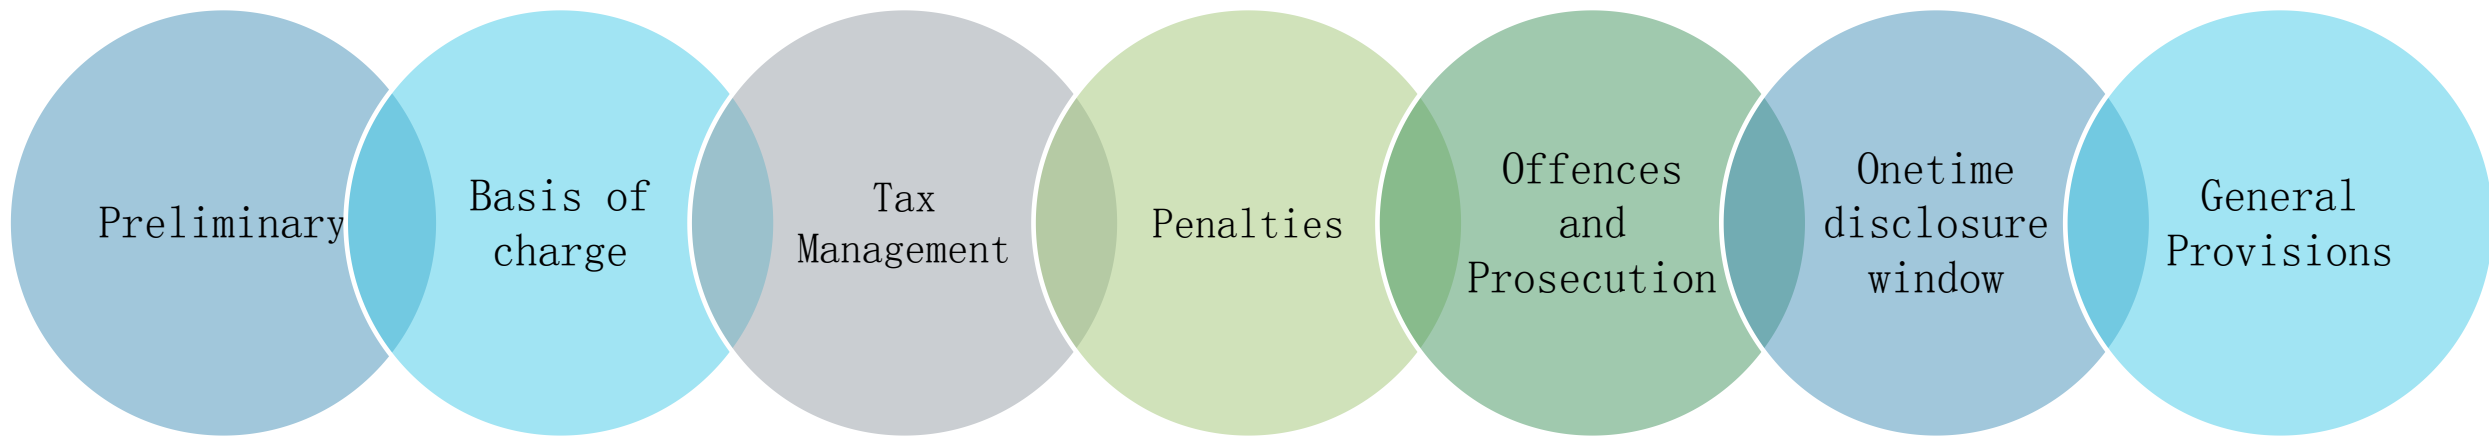 Preliminary
Basis of
charge
Tax
Management
Penalties
Offences
and
Prosecution
Onetime
disclosure
window
General
Provisions